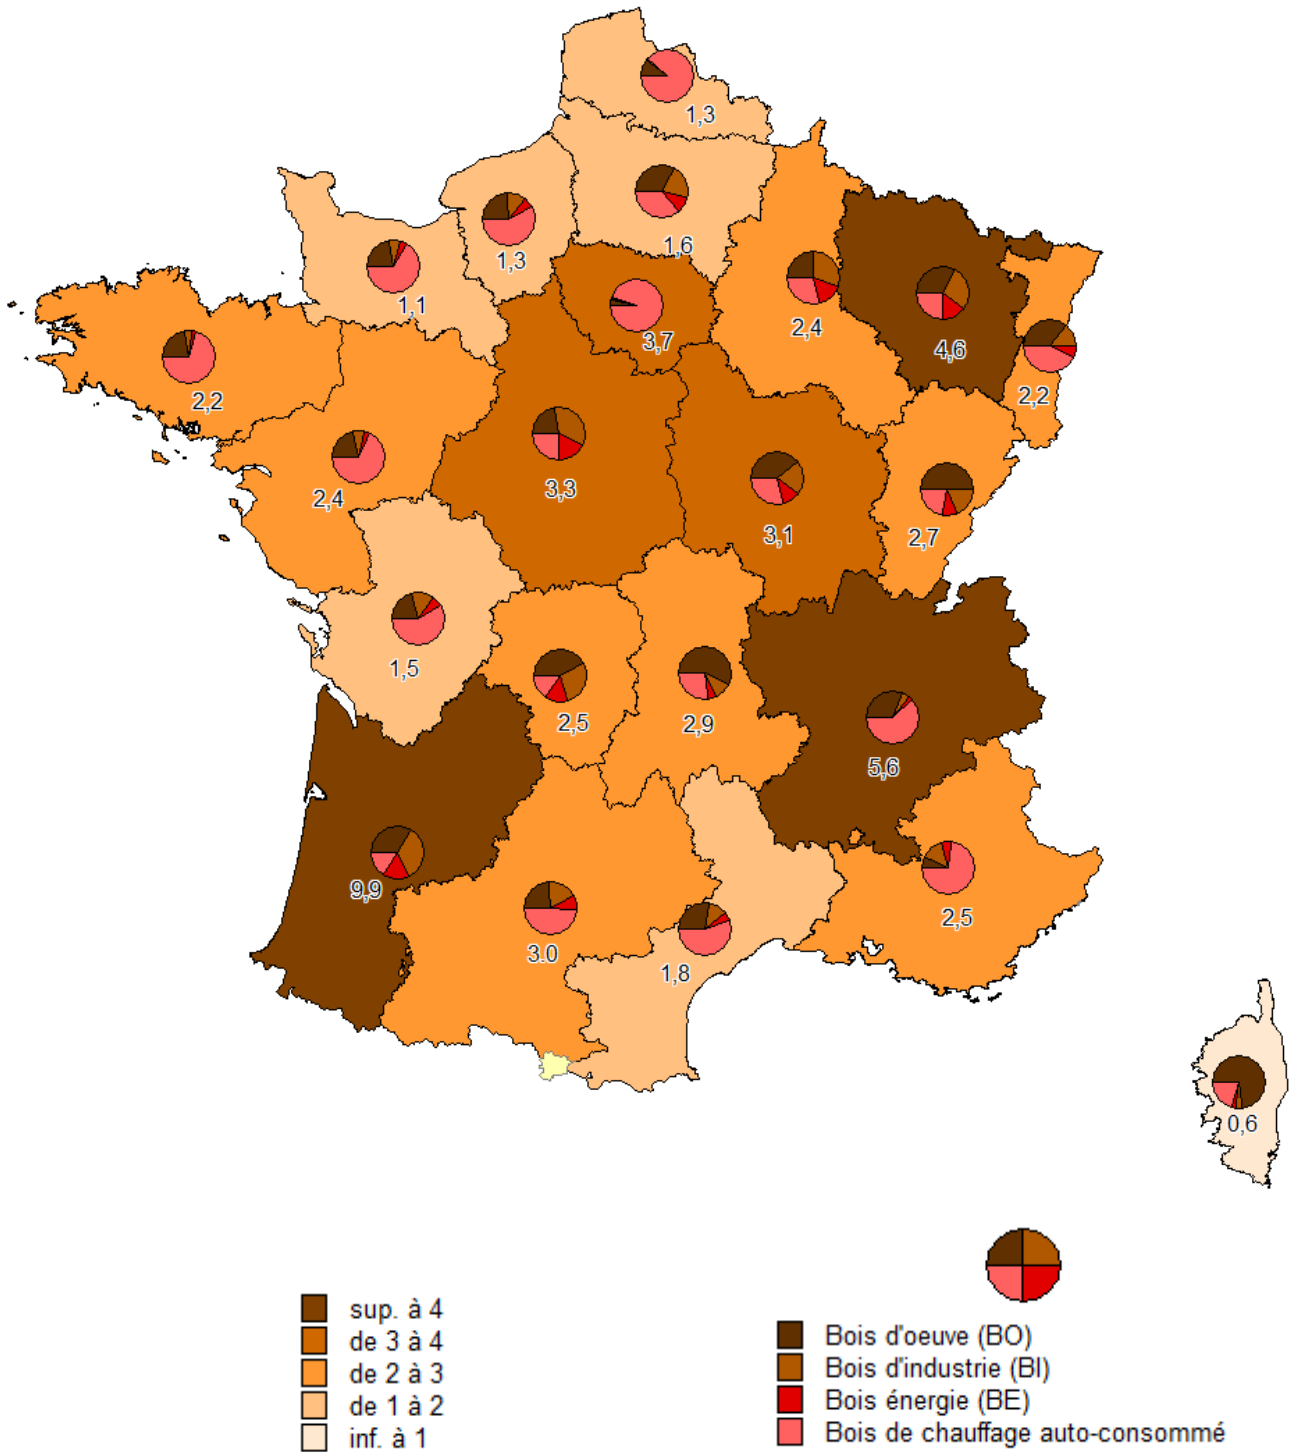 1,3
1,6
1,3
1,1
3,7
2,4
4,6
2,2
2,2
2,4
3,3
3,1
2,7
1,5
2,5
2,9
5,6
9,9
3.0
1,8
2,5
0,6
sup. à 4
de 3 à 4
de 2 à 3
de 1 à 2
inf. à 1
Bois d'oeuve (BO)
Bois d'industrie (BI)
Bois énergie (BE)
Bois de chauffage auto-consommé